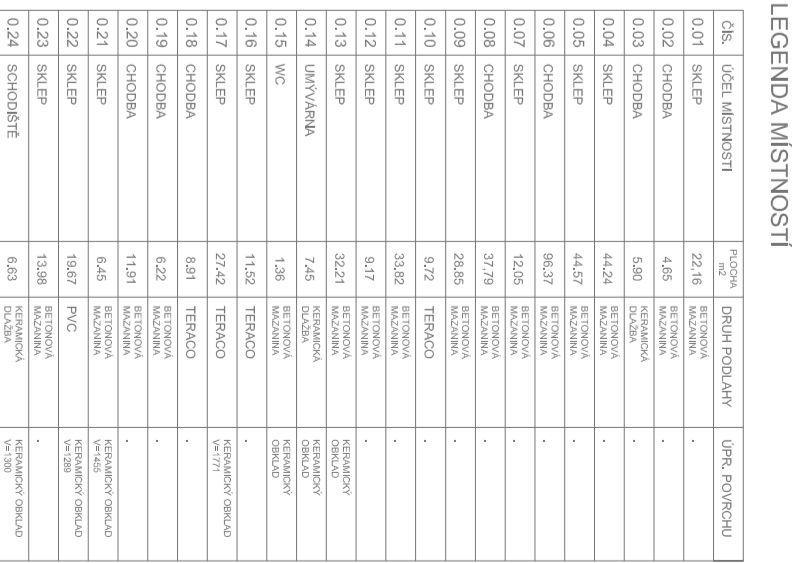 LEGENDA MÍSTNOSTÍ
ČÍS. ÚČEL MÍSTNOSTI PLOCHA m2 DRUH PODLAHY ÚPR. POVRCHU
0.01 SKLEP 22,16 BETONOVÁ MAZANINA .
0.02 CHODBA 4.65 BETONOVÁ MAZANINA .
0.03 CHODBA 5.90 KERAMICKÁ DLAŽBA .
0.04 SKLEP 44.24 BETONOVÁ MAZANINA .
0.05 SKLEP 44.57 BETONOVÁ MAZANINA .
0.06 CHODBA 96.37 BETONOVÁ MAZANINA .
0.07 SKLEP 12.05 BETONOVÁ MAZANINA .
0.08 CHODBA 37,79 BETONOVÁ MAZANINA .
0.09 SKLEP 28.85 BETONOVÁ MAZANINA .
0.10 SKLEP 9.72 TERACO .
0.11 SKLEP 33,82 BETONOVÁ MAZANINA .
0.12 SKLEP 9.17 BETONOVÁ MAZANINA .
0.13 SKLEP 32.21 BETONOVÁ MAZANINA KERAMICKÝ OBKLAD
0.14 UMÝVÁRNA 7.45 KERAMICKÁ DLAŽBA KERAMICKÝ OBKLAD
0.15 WC 1.36 BETONOVÁ MAZANINA KERAMICKÝ OBKLAD
0.16 SKLEP 11.52 TERACO .
0.17 SKLEP 27.42 TERACO KERAMICKÝ OBKLAD V=1771
0.18 CHODBA 8.91 TERACO .
0.19 CHODBA 6.22 BETONOVÁ MAZANINA .
0.20 CHODBA 11.91 BETONOVÁ MAZANINA .
0.21 SKLEP 6.45 BETONOVÁ MAZANINA KERAMICKÝ OBKLAD V=1455
0.22 SKLEP 19.67 PVC KERAMICKÝ OBKLAD V=1289
0.23 SKLEP 13.98 BETONOVÁ MAZANINA .
0.24 SCHODIŠTĚ 6,63 KERAMICKÁ DLAŽBA KERAMICKÝ OBKLAD V=1300